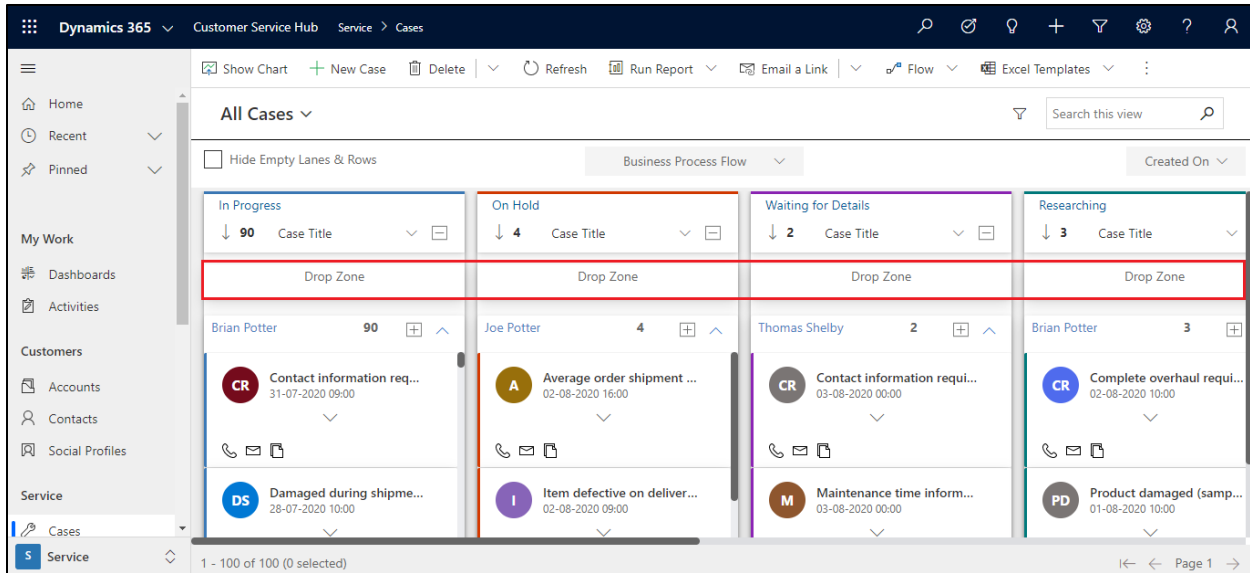 Dynamics 365 Customer Service Hub Service > Cases
Show Chart New Case Delete Refresh Run Report Email a Link Flow Excel Templates
Home
Recent
Pinned
My Work
Dashboards
Activities
Customers
Accounts
Contacts
Social Profiles
Service
Cases
S Service
All Cases
Search this view
Hide Empty Lanes & Rows Business Process Flow Created On
In Progress
90 Case Title
Drop Zone
Brian Potter 90
CR Contact information req...
31-07-2020 09:00
DS Damaged during shipme...
28-07-2020 10:00
On Hold
4 Case Title
Drop Zone
Joe Potter 4
A Average order shipment ...
02-08-2020 16:00
I Item defective on deliver...
02-08-2020 09:00
Waiting for Details
2 Case Title
Drop Zone
Thomas Shelby 2
CR Contact information requi...
03-08-2020 00:00
M Maintenance time inform...
03-08-2020 00:00
Researching
3 Case Title
Drop Zone
Brian Potter 3
CR Complete overhaul requi...
02-08-2020 10:00
PD Product damaged (samp...
01-08-2020 10:00
1 - 100 of 100 (0 selected) Page 1